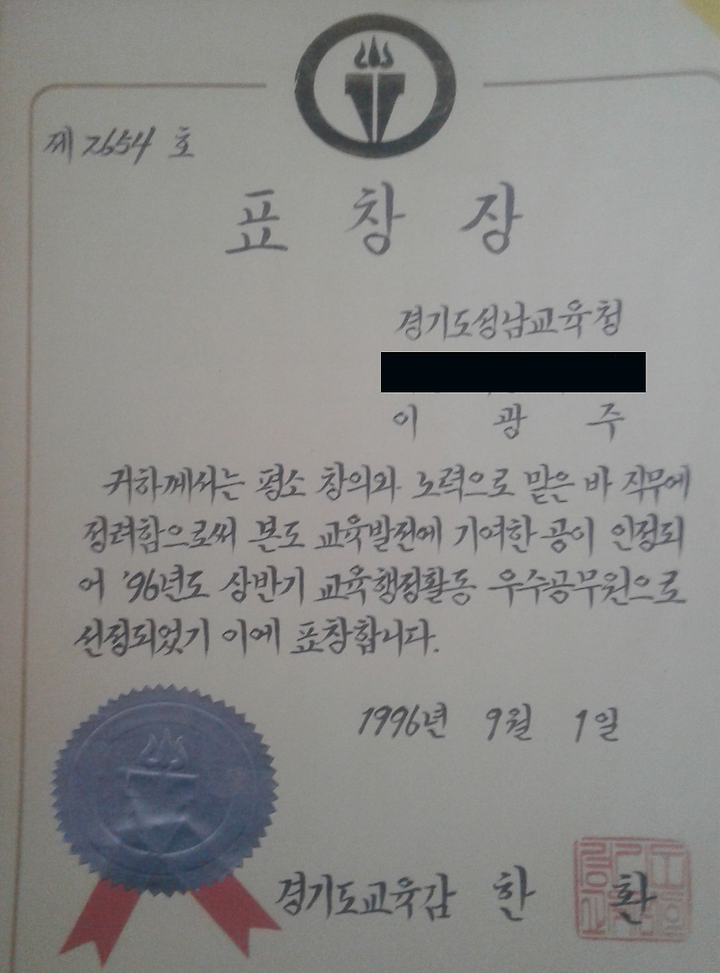 제 2654 호
표 창 장
경기도성남교육청
이 광 주
귀하께서는 평소 창의와 노력으로 맡은 바 직무에
정려함으로써 본도 교육발전에 기여한 공이 인정되
어 '96년도 상반기 교육행정활동 우수공무원으로
선정되었기 이에 표창합니다.
1996년 9월 1일
경기도교육감 한 환